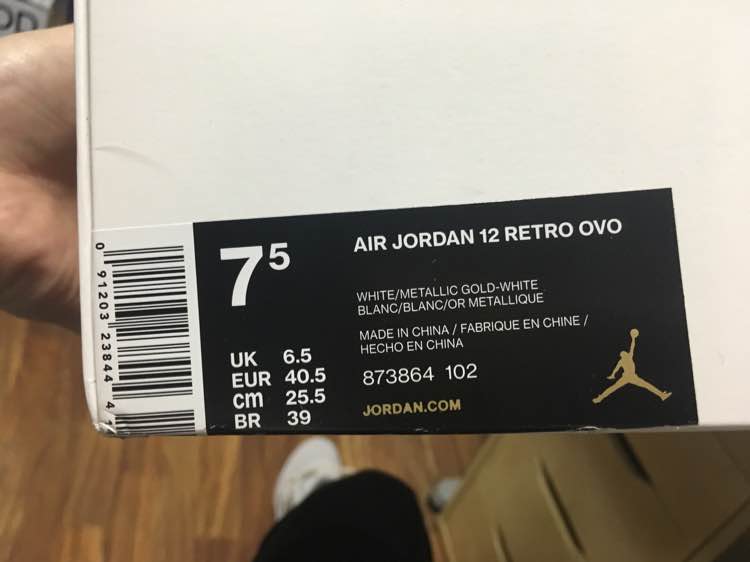 0 91203 23844 4
7 5
UK 6.5
EUR 40.5
cm 25.5
BR 39
AIR JORDAN 12 RETRO OVO
WHITE/METALLIC GOLD-WHITE
BLANC/BLANC/OR METALLIQUE
MADE IN CHINA / FABRIQUE EN CHINE /
HECHO EN CHINA
873864 102
JORDAN.COM